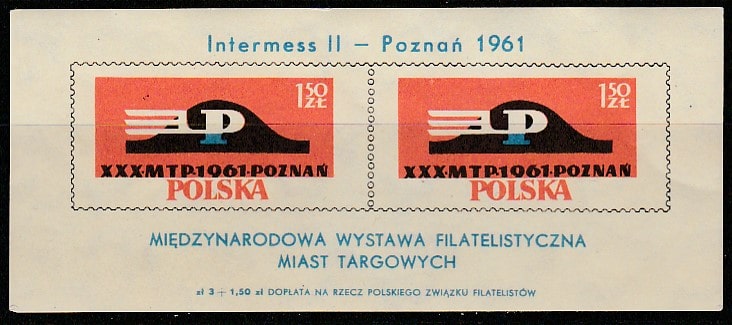 Intermess II – Poznań 1961
1 50 ZŁ
P
XXX·MTP·1961·POZNAŃ
POLSKA
1 50 ZŁ
P
XXX·MTP·1961·POZNAŃ
POLSKA
MIĘDZYNARODOWA WYSTAWA FILATELISTYCZNA
MIAST TARGOWYCH
zł 3 + 1,50 zł DOPŁATA NA RZECZ POLSKIEGO ZWIĄZKU FILATELISTÓW